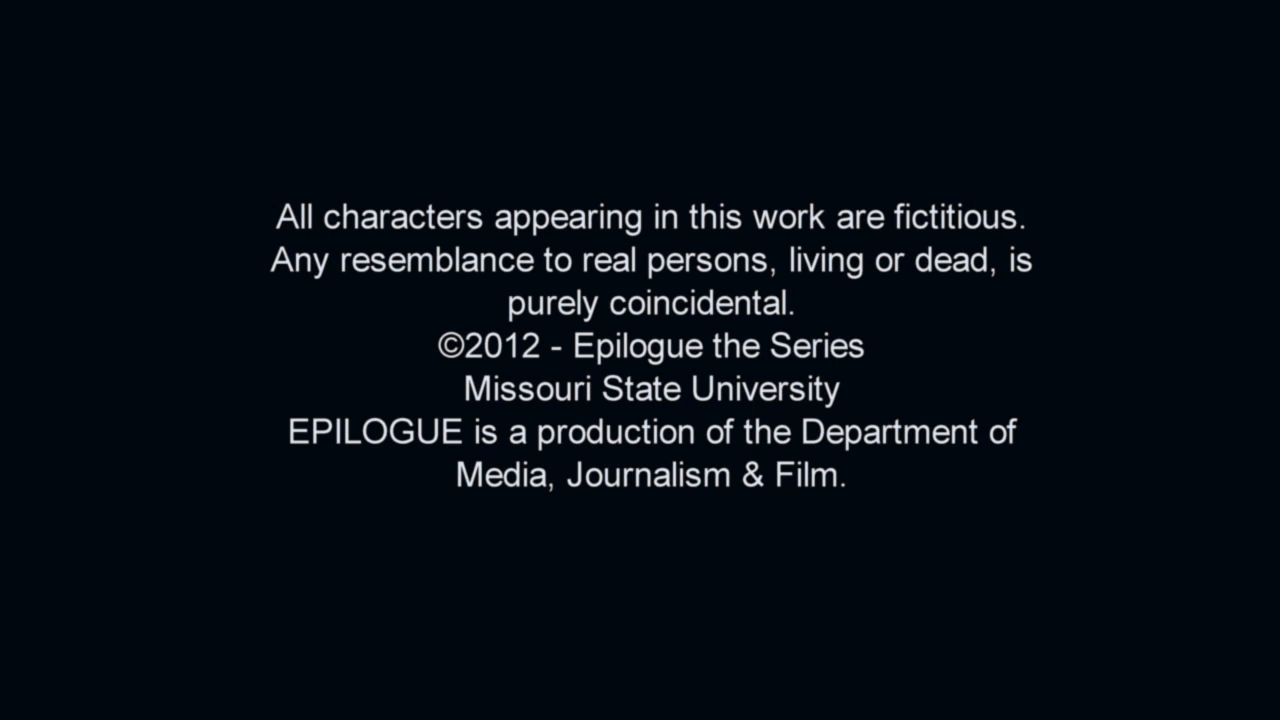 All characters appearing in this work are fictitious.
Any resemblance to real persons, living or dead, is
purely coincidental.
©2012 - Epilogue the Series
Missouri State University
EPILOGUE is a production of the Department of
Media, Journalism & Film.